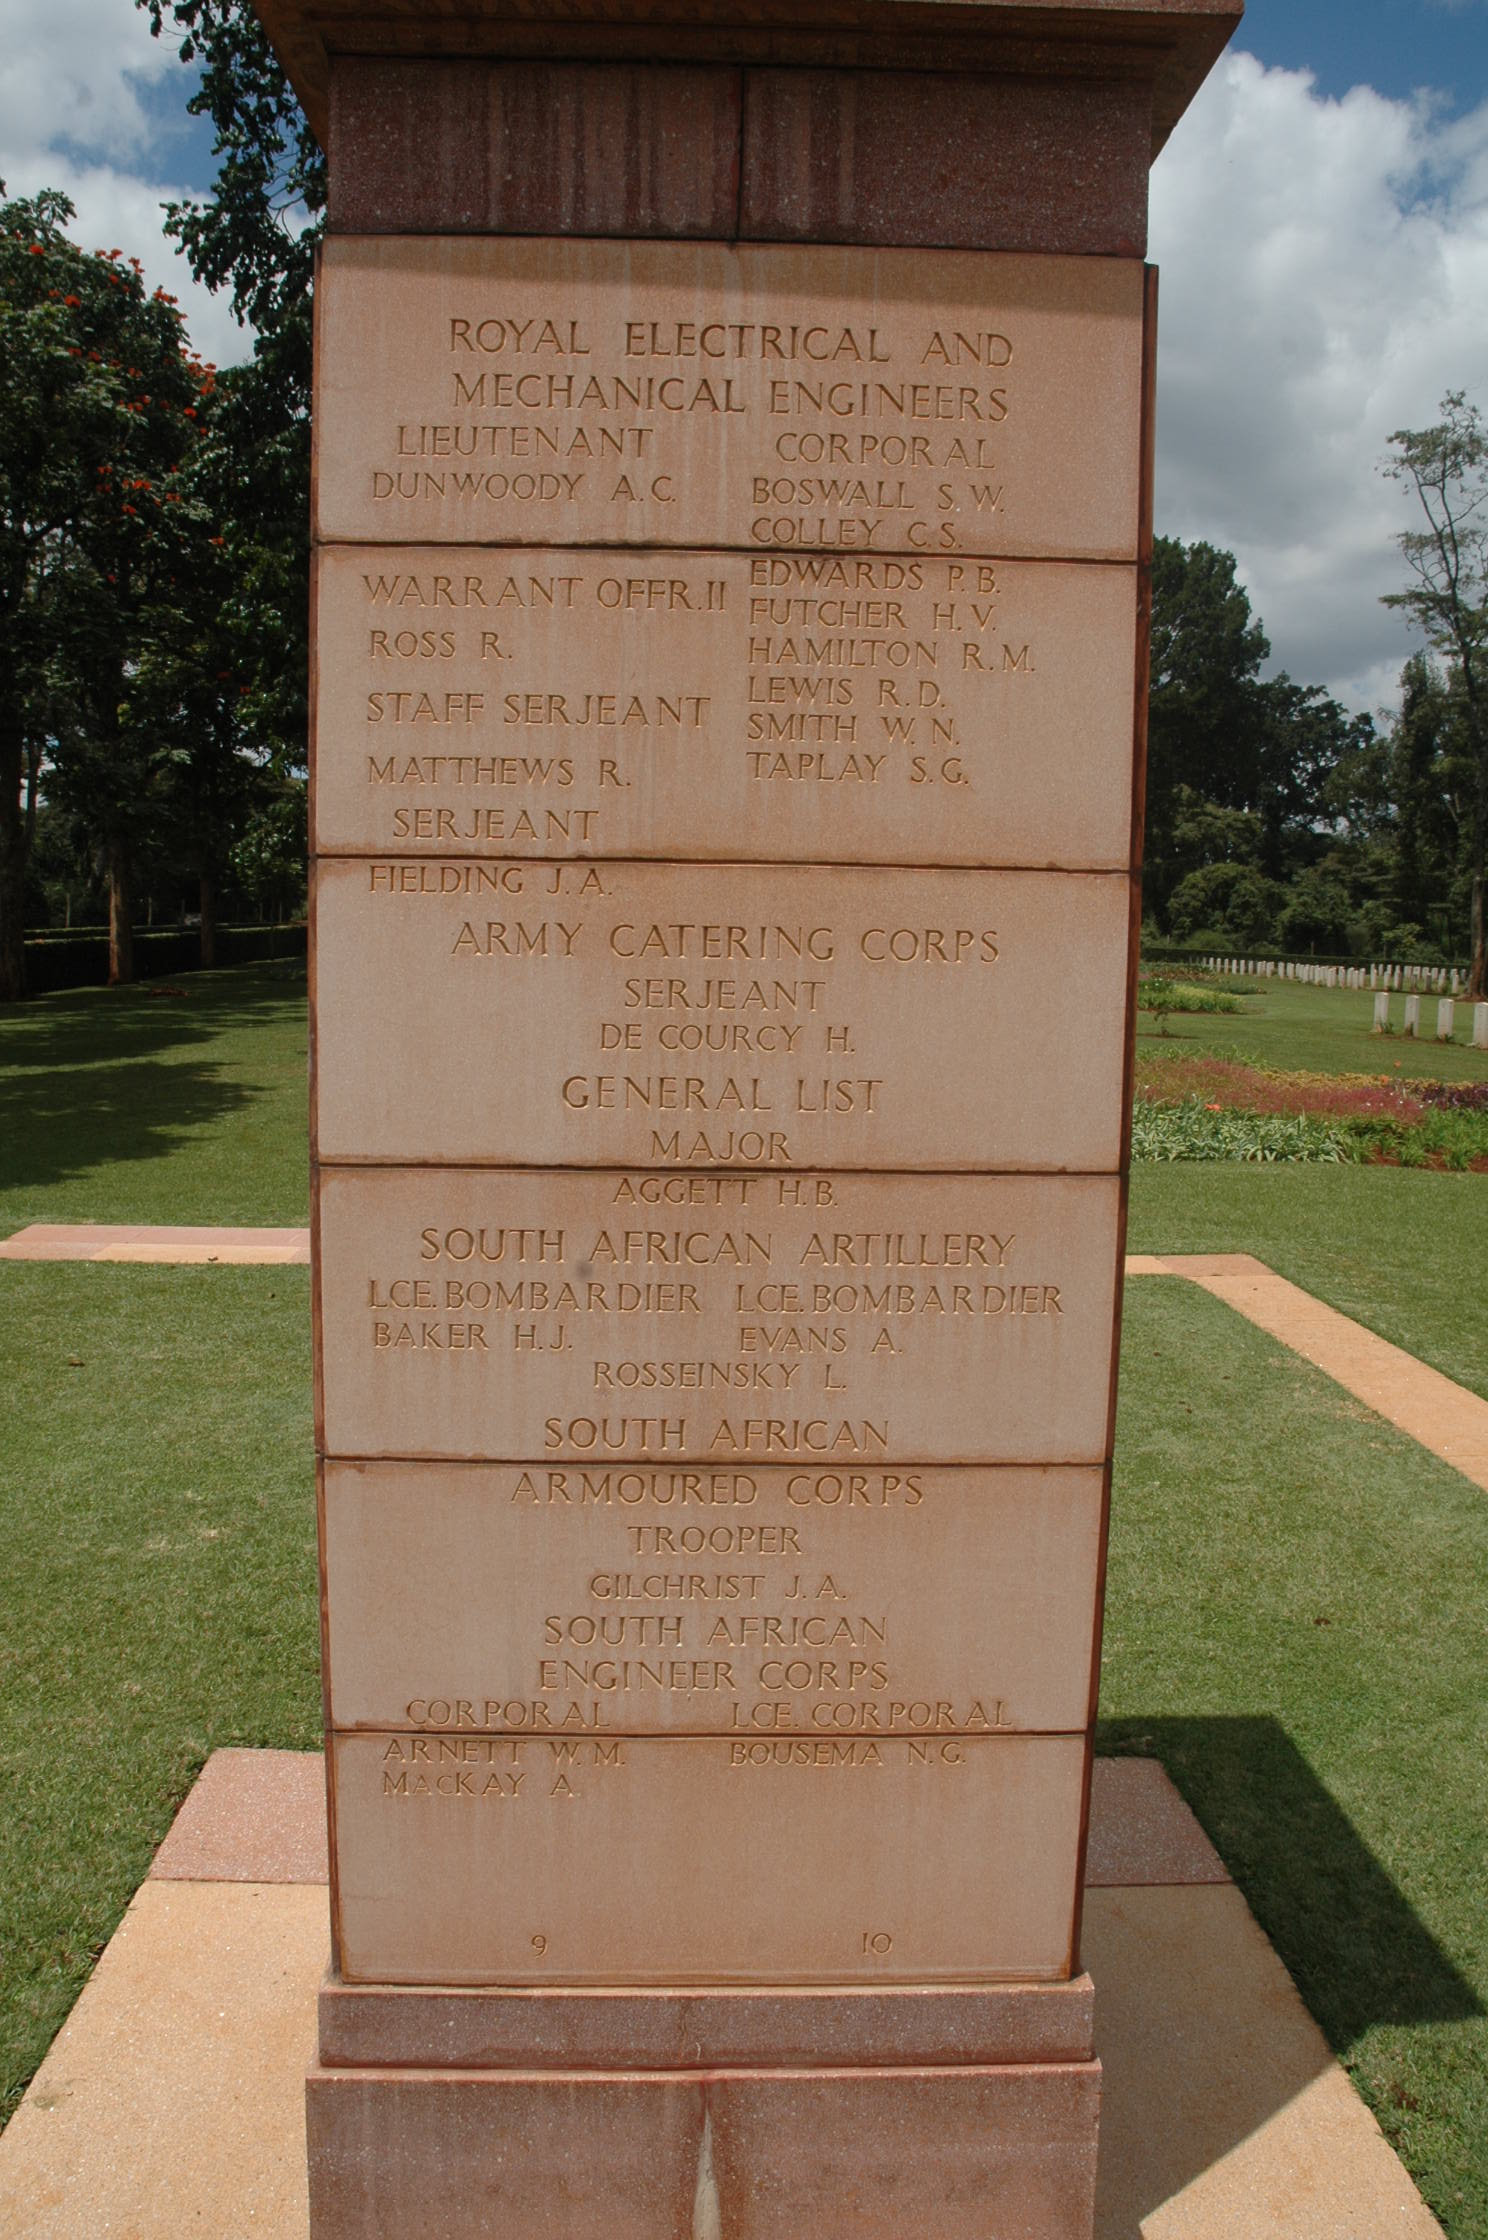 ROYAL ELECTRICAL AND
MECHANICAL ENGINEERS
LIEUTENANT
DUNWOODY A.C.
WARRANT OFFR.II
ROSS R.
STAFF SERJEANT
MATTHEWS R.
SERJEANT
FIELDING J.A.
CORPORAL
BOSWALL S.W.
COLLEY C.S.
EDWARDS P.B.
FUTCHER H.V.
HAMILTON R.M.
LEWIS R.D.
SMITH W.N.
TAPLAY S.G.
ARMY CATERING CORPS
SERJEANT
DE COURCY H.
GENERAL LIST
MAJOR
AGGETT H.B.
SOUTH AFRICAN ARTILLERY
LCE.BOMBARDIER LCE.BOMBARDIER
BAKER H.J. EVANS A.
ROSSEINSKY L.
SOUTH AFRICAN
ARMOURED CORPS
TROOPER
GILCHRIST J.A.
SOUTH AFRICAN
ENGINEER CORPS
CORPORAL LCE. CORPORAL
ARNETT W.M. BOUSEMA N.G.
MACKAY A.
9 10